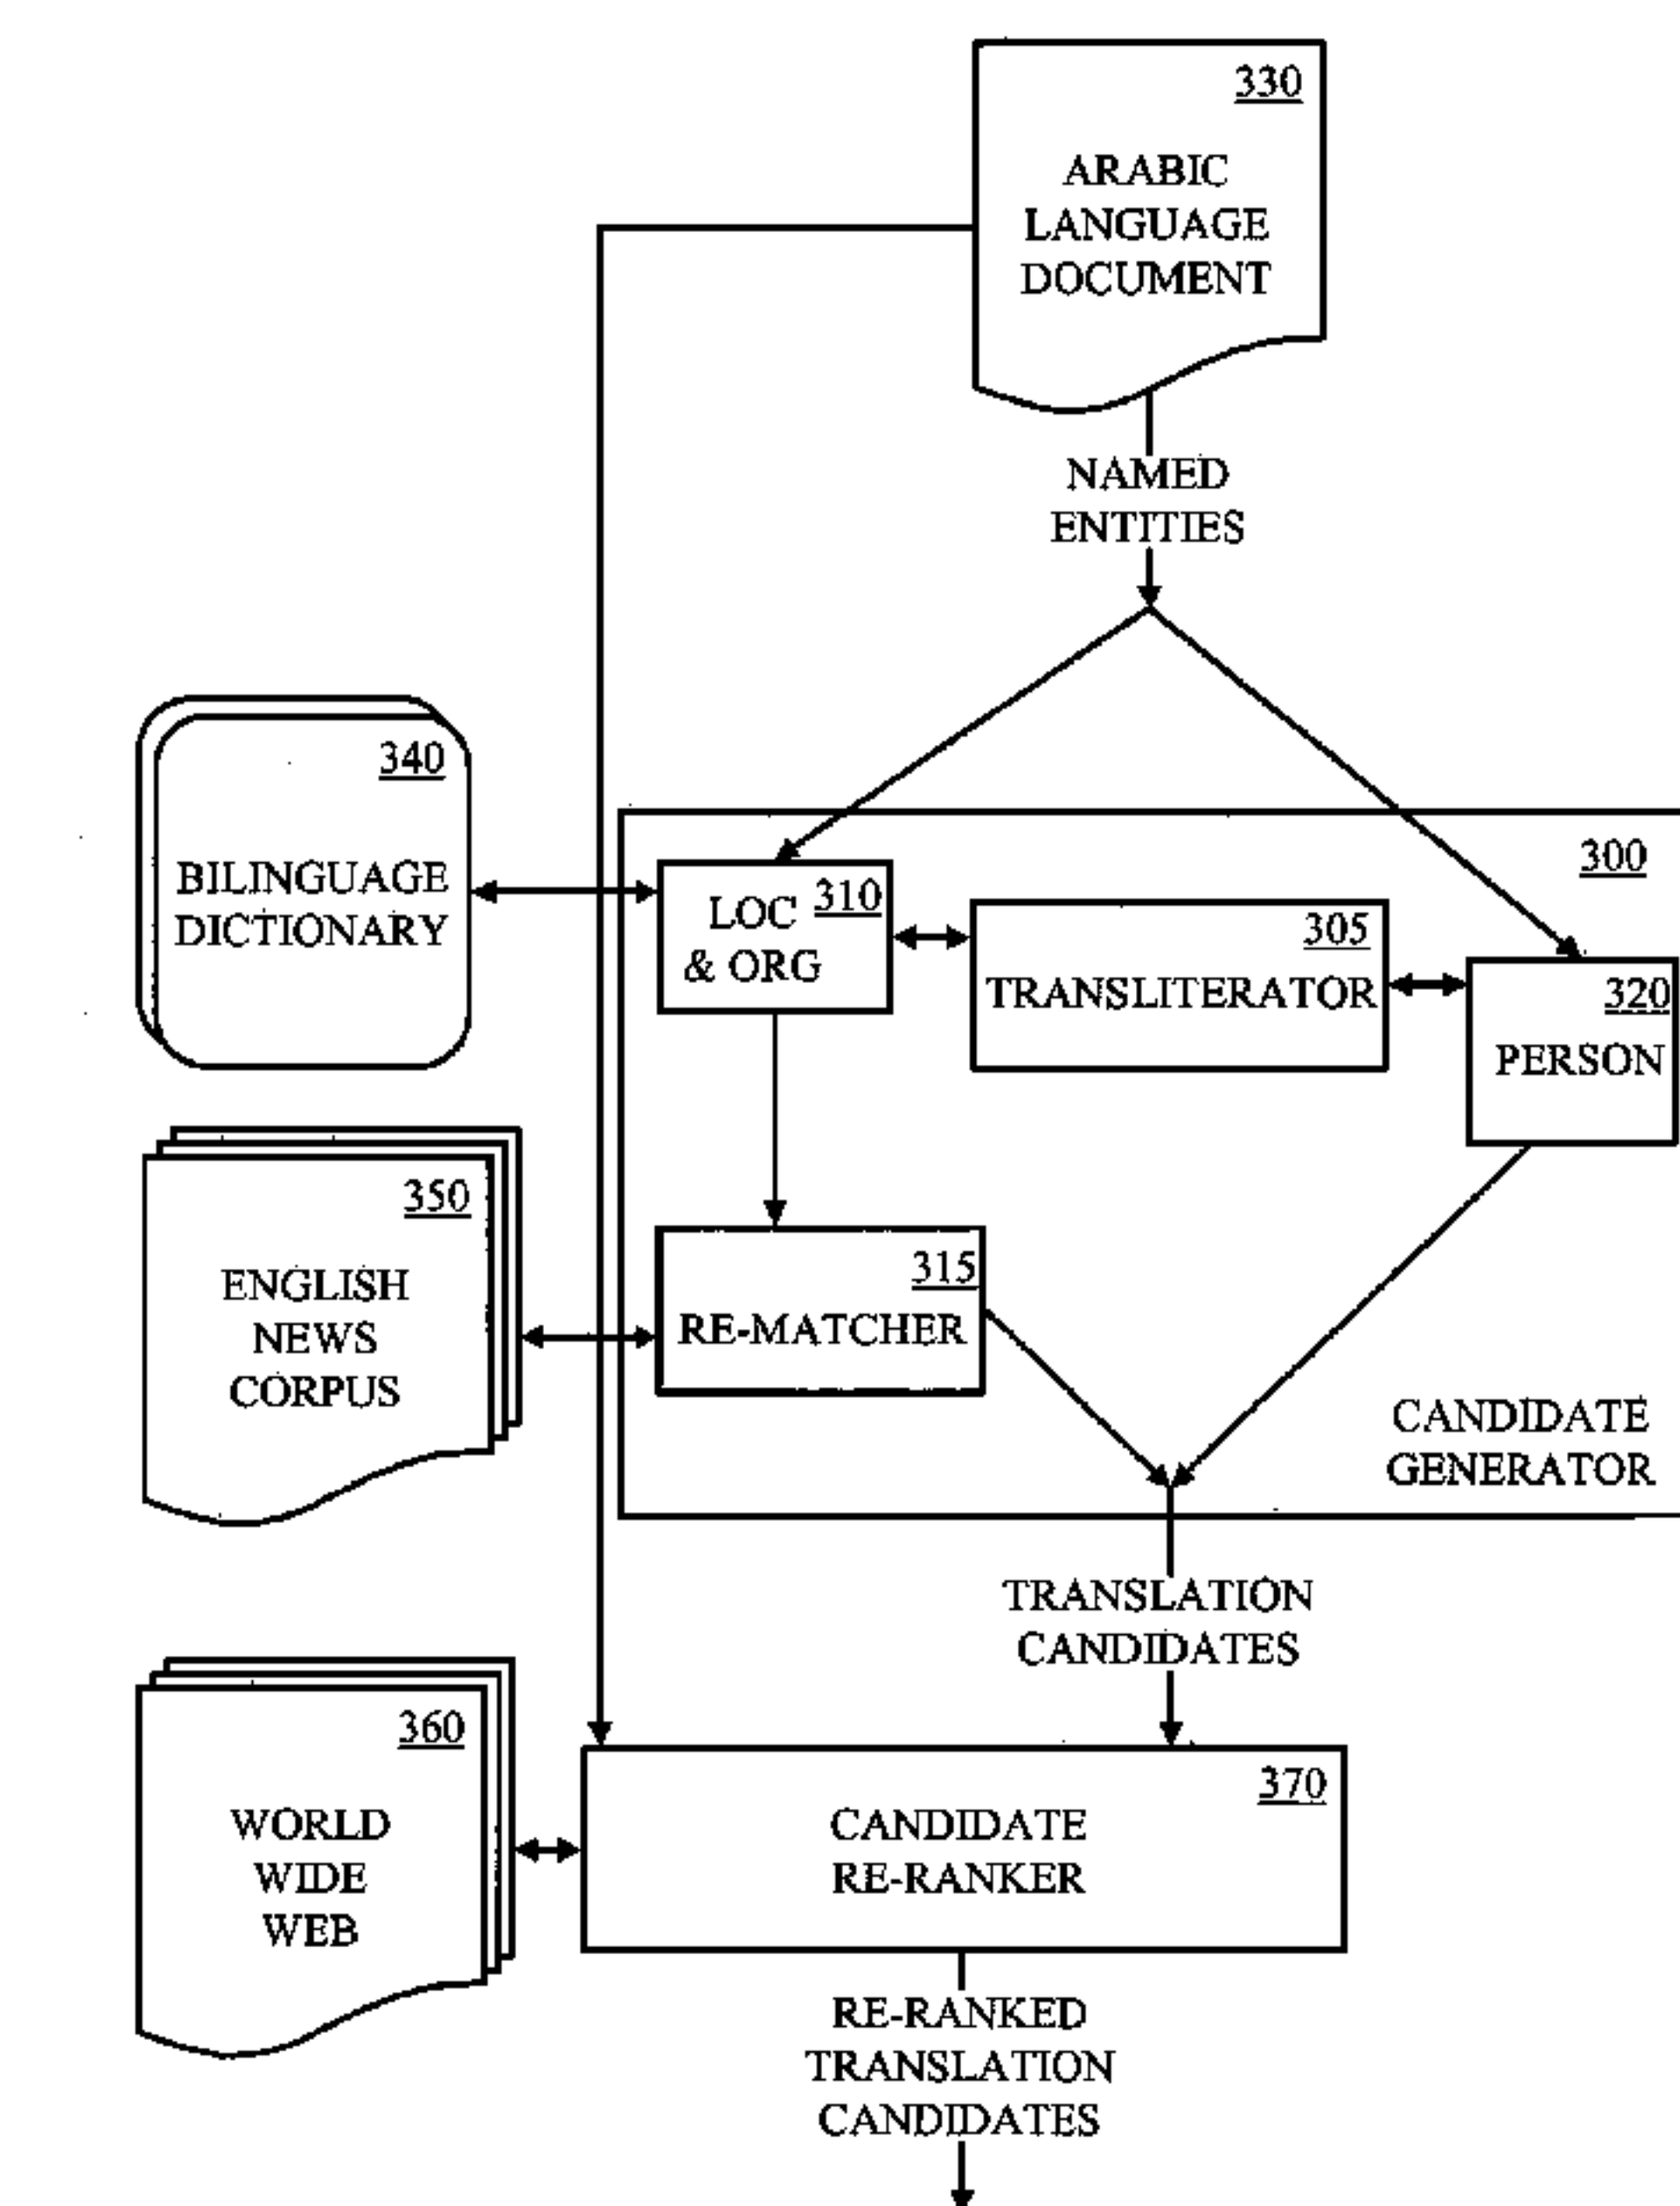 330
ARABIC
LANGUAGE
DOCUMENT
NAMED
ENTITIES
340
BILINGUAGE
DICTIONARY
300
310
LOC
& ORG
305
TRANSLITERATOR
320
PERSON
350
ENGLISH
NEWS
CORPUS
315
RE-MATCHER
CANDIDATE
GENERATOR
TRANSLATION
CANDIDATES
360
WORLD
WIDE
WEB
370
CANDIDATE
RE-RANKER
RE-RANKED
TRANSLATION
CANDIDATES